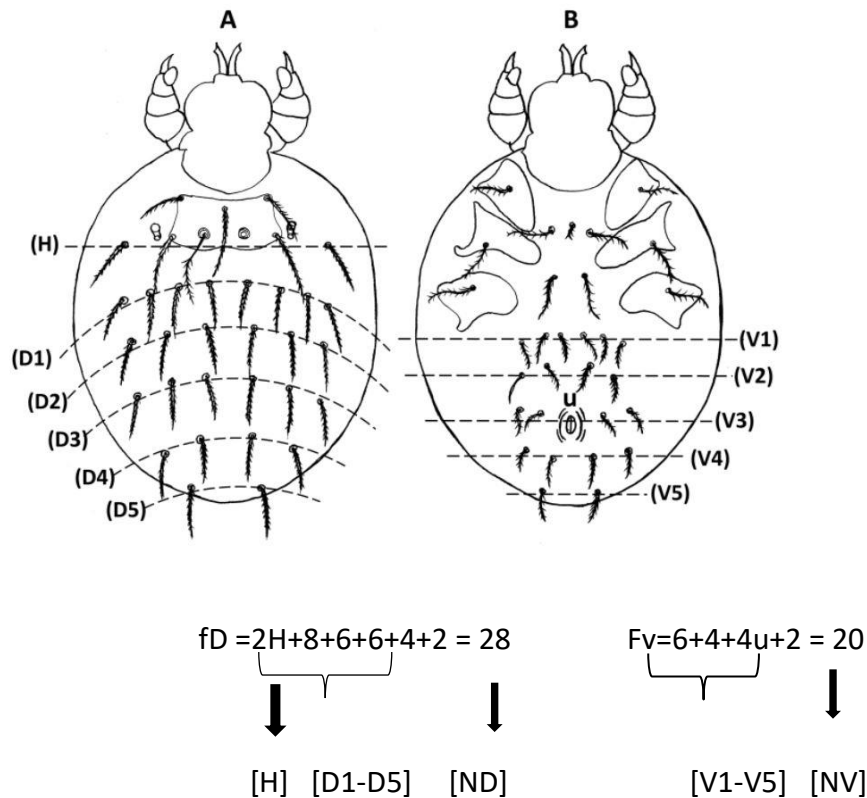 A B
(H)
(D1)
(D2)
(D3)
(D4)
(D5)
(V1)
(V2)
u
(V3)
(V4)
(V5)
fD =2H+8+6+6+4+2 = 28 Fv=6+4+4u+2 = 20
[H] [D1-D5] [ND] [V1-V5] [NV]